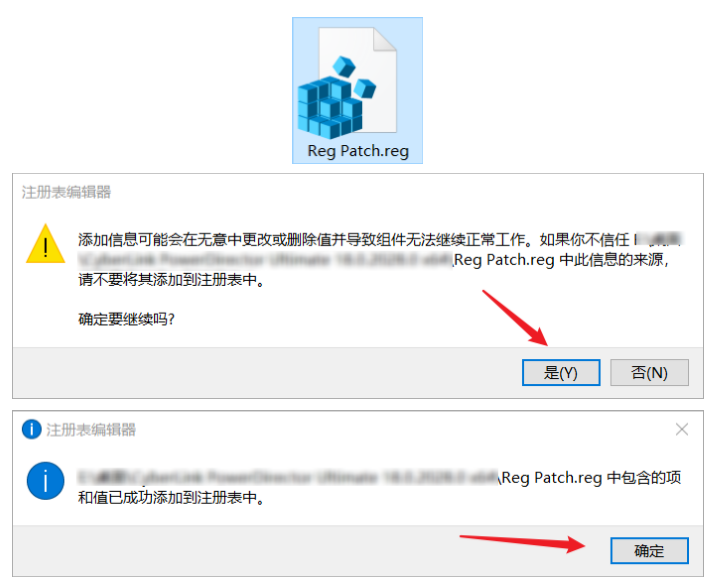 Reg Patch.reg
注册表编辑器
添加信息可能会在无意中更改或删除值并导致组件无法继续正常工作。如果你不信任
\Reg Patch.reg 中此信息的来源，
请不要将其添加到注册表中。
确定要继续吗?
是(Y)
否(N)
注册表编辑器
\Reg Patch.reg 中包含的项
和值已成功添加到注册表中。
确定